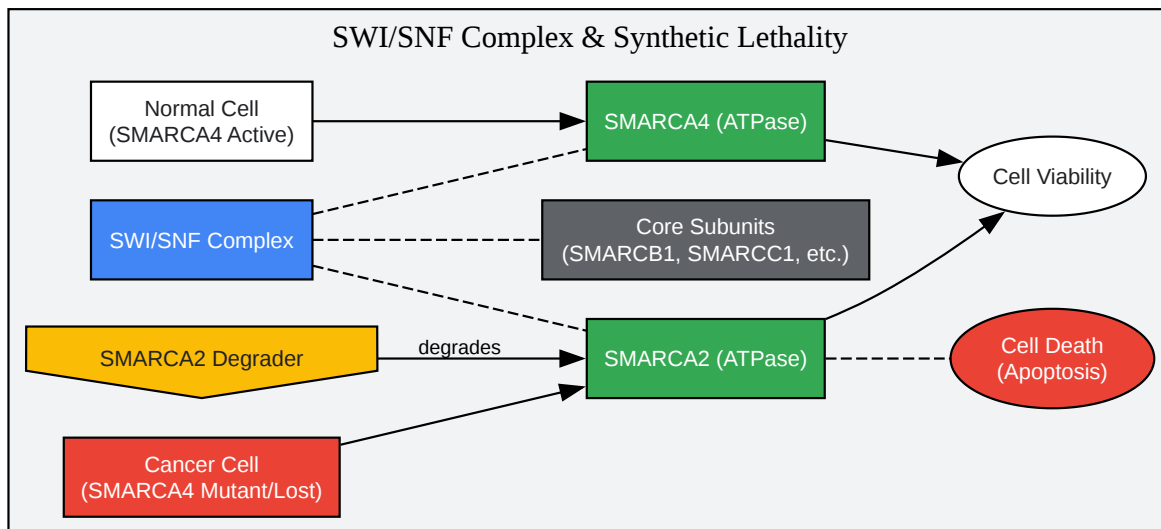 SWI/SNF Complex & Synthetic Lethality
Normal Cell
(SMARCA4 Active)
SMARCA4 (ATPase)
Cell Viability
SWI/SNF Complex
Core Subunits
(SMARCB1, SMARCC1, etc.)
SMARCA2 Degrader
degrades
SMARCA2 (ATPase)
Cell Death
(Apoptosis)
Cancer Cell
(SMARCA4 Mutant/Lost)